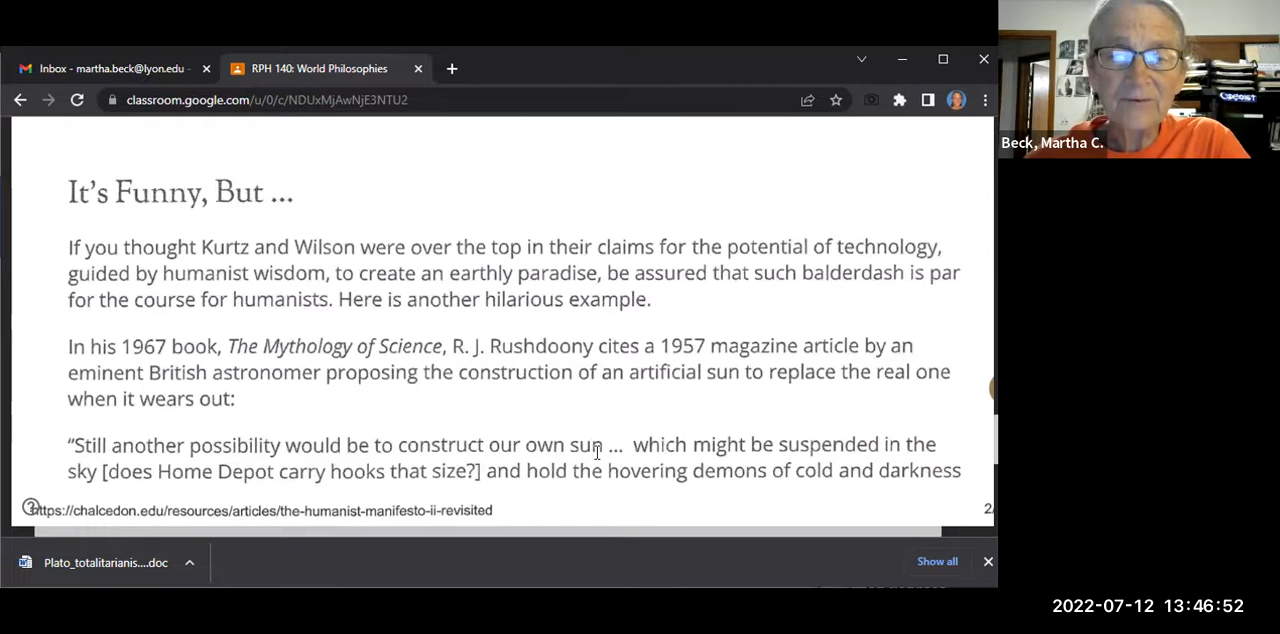 Inbox - martha.beck@lyon.edu -
RPH 140: World Philosophies
classroom.google.com/u/0/c/NDUxMjAwNjE3NTU2
It's Funny, But ...
If you thought Kurtz and Wilson were over the top in their claims for the potential of technology,
guided by humanist wisdom, to create an earthly paradise, be assured that such balderdash is par
for the course for humanists. Here is another hilarious example.
In his 1967 book, The Mythology of Science, R. J. Rushdoony cites a 1957 magazine article by an
eminent British astronomer proposing the construction of an artificial sun to replace the real one
when it wears out:
“Still another possibility would be to construct our own sun ... which might be suspended in the
sky [does Home Depot carry hooks that size?] and hold the hovering demons of cold and darkness
https://chalcedon.edu/resources/articles/the-humanist-manifesto-ii-revisited
2/
Plato_totalitarianis....doc
Show all
Beck, Martha C.
2022-07-12 13:46:52